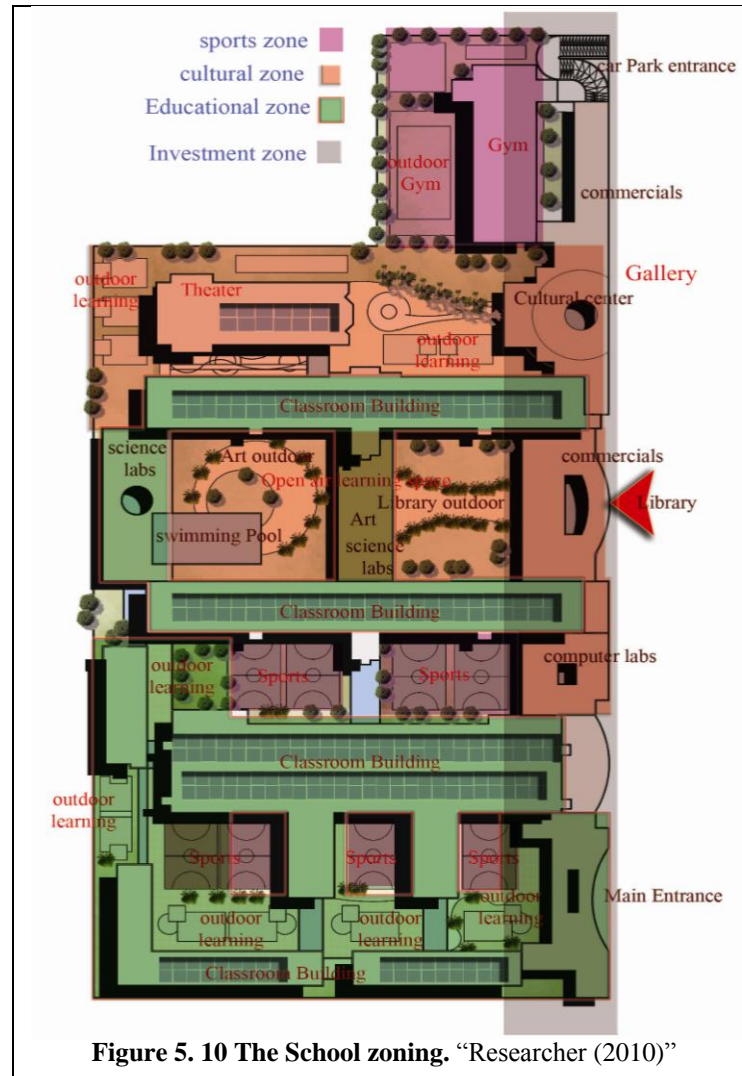 sports zone
cultural zone
Educational zone
Investment zone
car Park entrance
Gym
outdoor
Gym
commercials
outdoor
learning
Theater
Gallery
Cultural center
outdoor
learning
Classroom Building
science
labs
Art outdoor
commercials
Open air learning space
Library outdoor
Library
swimming Pool
Art
science
labs
Classroom Building
outdoor
learning
Sports
Sports
computer labs
Classroom Building
outdoor
learning
Sports
Sports
Sports
Main Entrance
outdoor
learning
outdoor
learning
outdoor
learning
Classroom Building
Figure 5. 10 The School zoning. “Researcher (2010)”